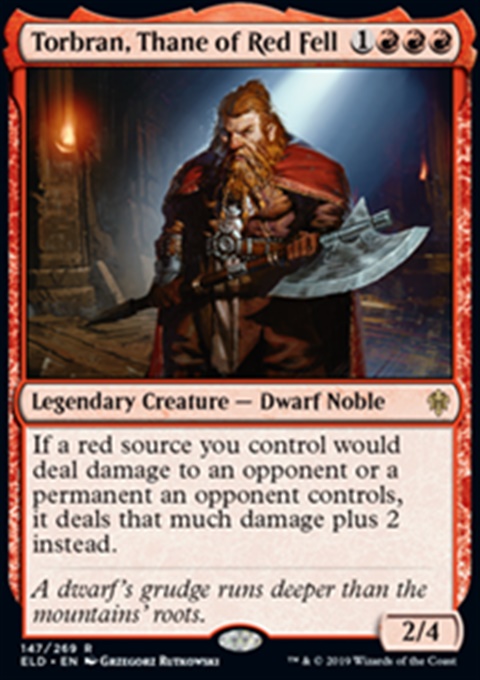 Torbran, Thane of Red Fell 1
Legendary Creature — Dwarf Noble
If a red source you control would
deal damage to an opponent or a
permanent an opponent controls,
it deals that much damage plus 2
instead.
A dwarf's grudge runs deeper than the
mountains' roots.
2/4
147/269 R
ELD • EN Grzegorz Rutkowski
™ & © 2019 Wizards of the Coast